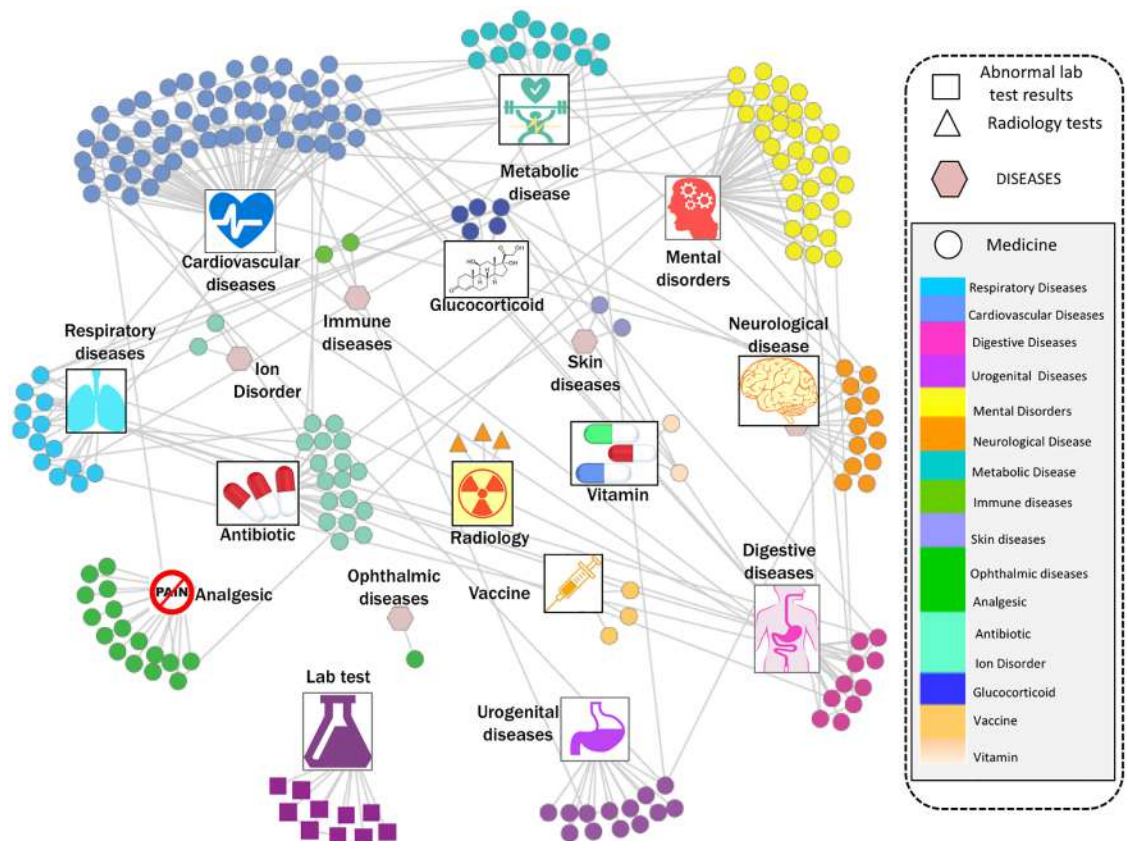 Metabolic
disease
Cardiovascular
diseases
Glucocorticoid
OH
O
HO
OH
H
H
H
O
Mental
disorders
Immune
diseases
Respiratory
diseases
Ion
Disorder
Skin
diseases
Neurological
disease
Antibiotic
Radiology
Vitamin
PAIN
Analgesic
Ophthalmic
diseases
Vaccine
Digestive
diseases
Lab test
Urogenital
diseases
Abnormal lab
test results
Radiology tests
DISEASES
Medicine
Respiratory Diseases
Cardiovascular Diseases
Digestive Diseases
Urogenital Diseases
Mental Disorders
Neurological Disease
Metabolic Disease
Immune diseases
Skin diseases
Ophthalmic diseases
Analgesic
Antibiotic
Ion Disorder
Glucocorticoid
Vaccine
Vitamin